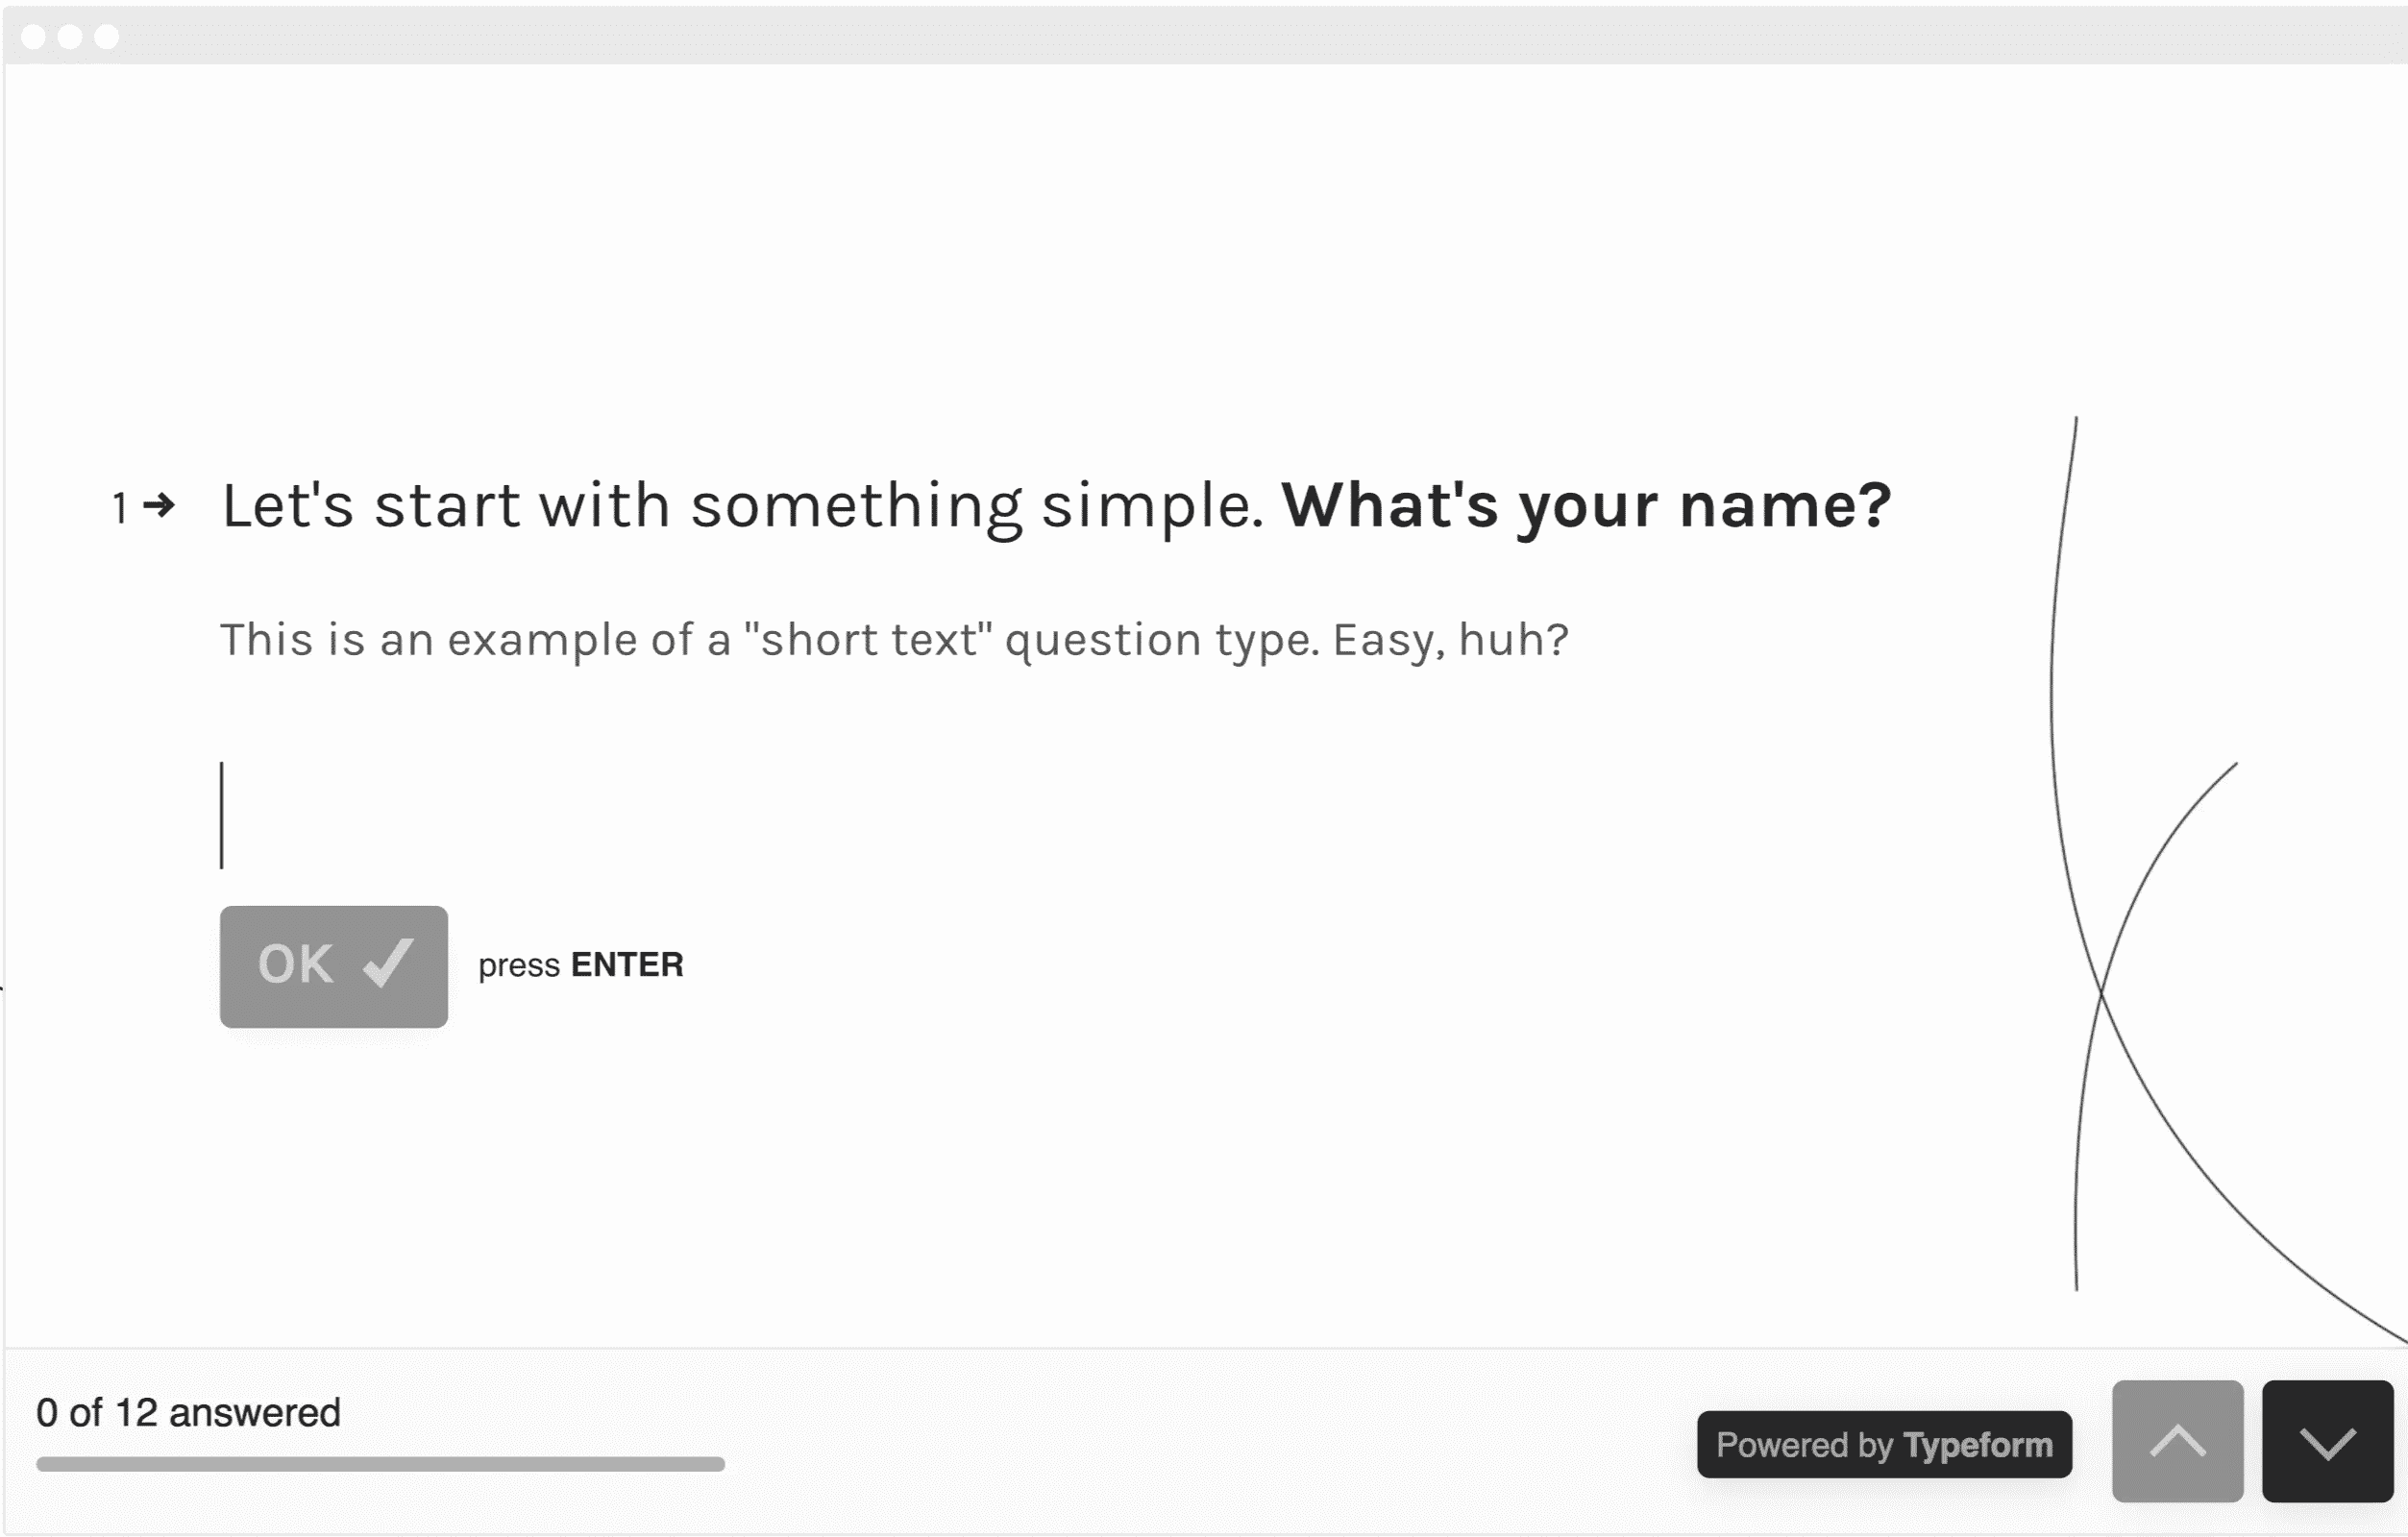 1 → Let's start with something simple. What's your name?
This is an example of a "short text" question type. Easy, huh?
OK ✓ press ENTER
0 of 12 answered
Powered by Typeform